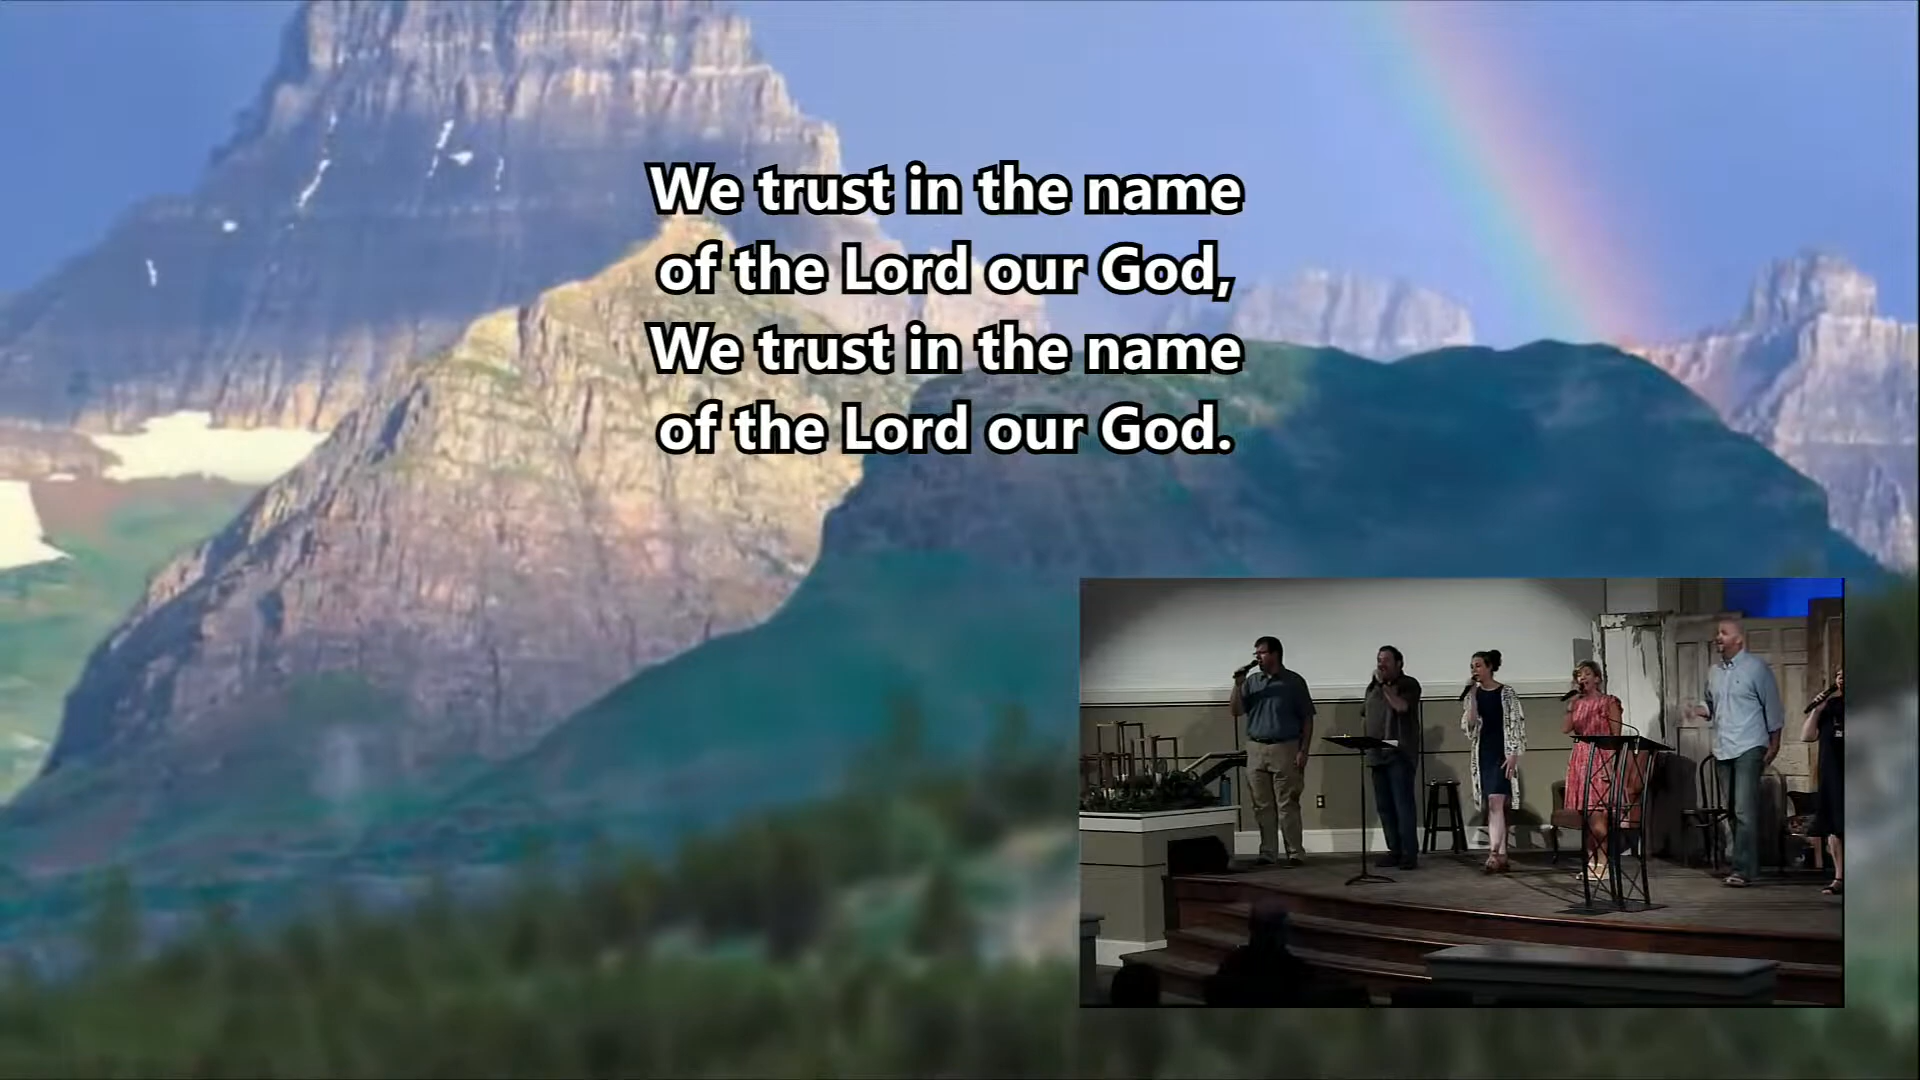 We trust in the name
of the Lord our God,
We trust in the name
of the Lord our God.